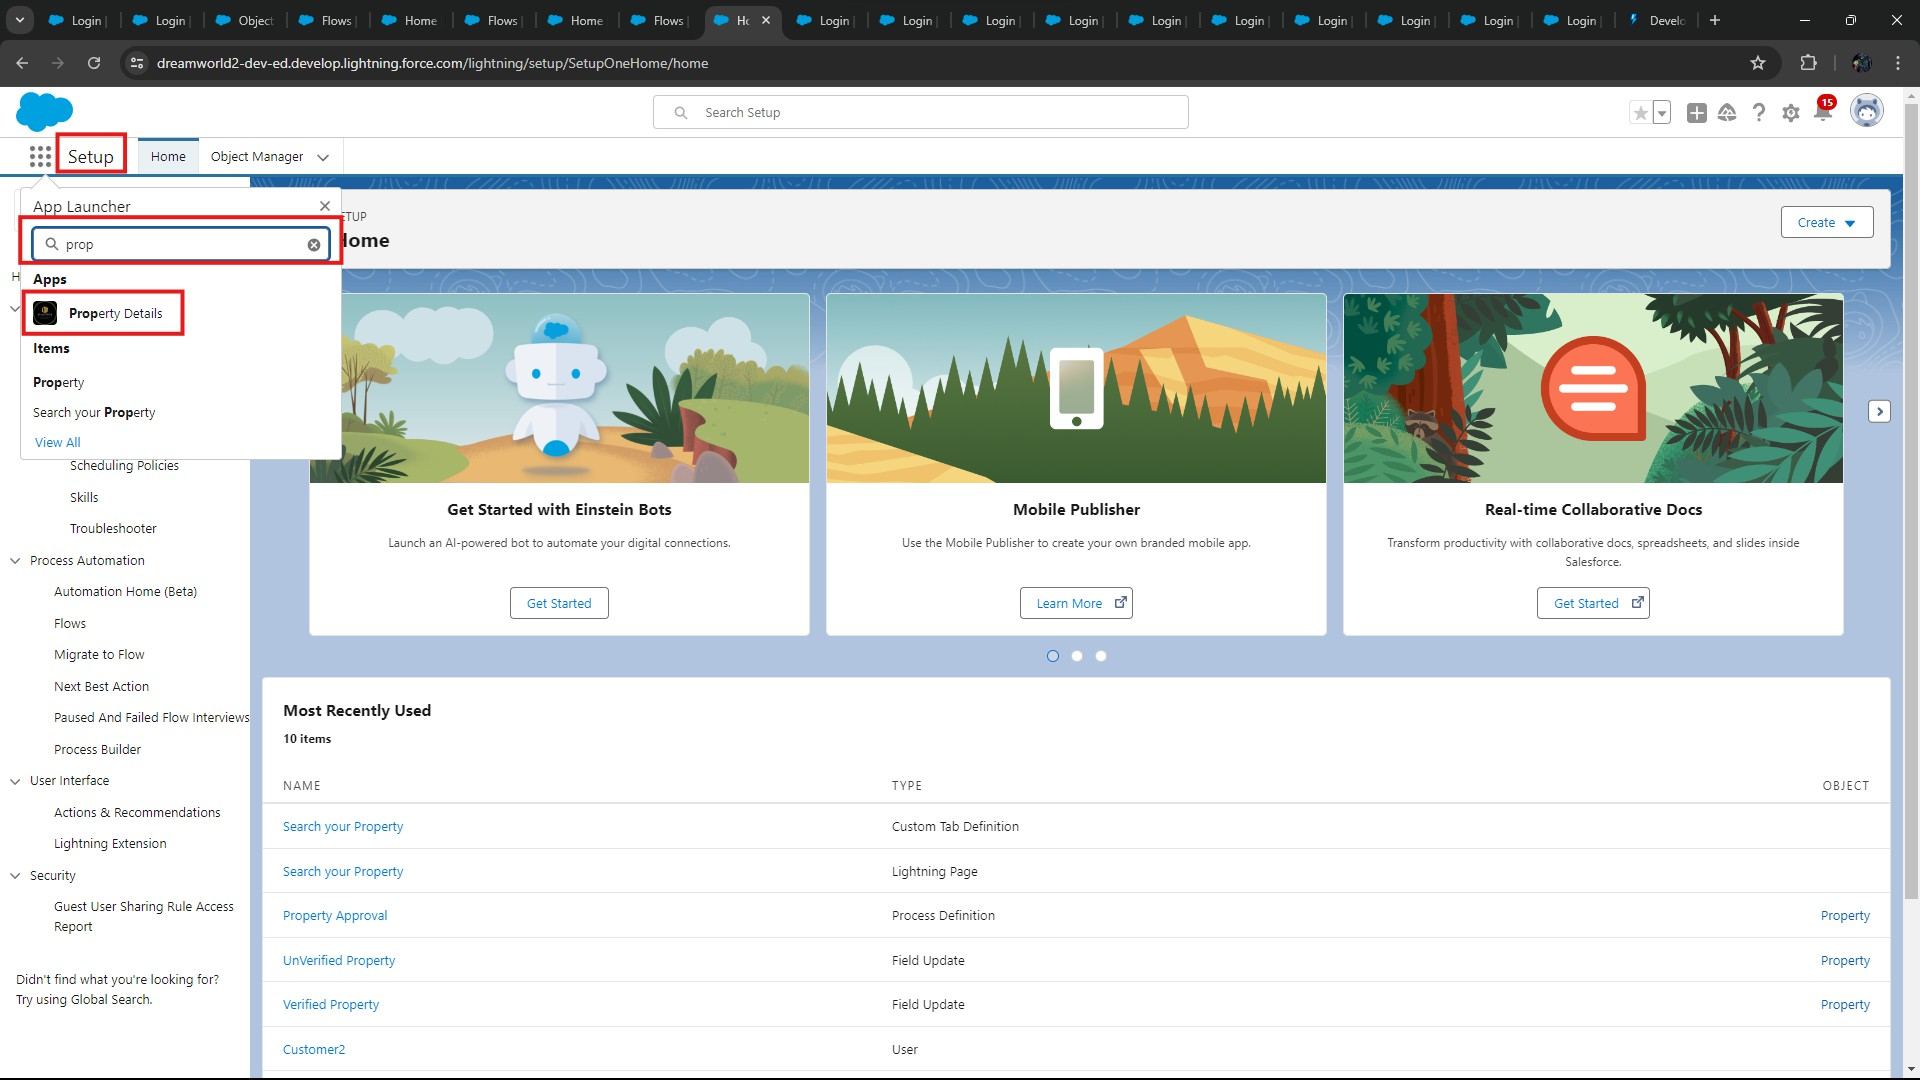 Login
Login
Object
Flows
Home
Flows
Home
Flows
Ho
Login
Login
Login
Login
Login
Login
Login
Login
Login
Login
Develo
dreamworld2-dev-ed.develop.lightning.force.com/lightning/setup/SetupOneHome/home
Search Setup
15
Setup
Home
Object Manager
App Launcher
prop
Apps
Property Details
Items
Property
Search your Property
View All
H
ETUP
Home
Create
Scheduling Policies
Skills
Troubleshooter
Process Automation
Automation Home (Beta)
Flows
Migrate to Flow
Next Best Action
Paused And Failed Flow Interviews
Process Builder
User Interface
Actions & Recommendations
Lightning Extension
Security
Guest User Sharing Rule Access
Report
Didn't find what you're looking for?
Try using Global Search.
Get Started with Einstein Bots
Launch an AI-powered bot to automate your digital connections.
Get Started
Mobile Publisher
Use the Mobile Publisher to create your own branded mobile app.
Learn More
Real-time Collaborative Docs
Transform productivity with collaborative docs, spreadsheets, and slides inside
Salesforce.
Get Started
Most Recently Used
10 items
NAME TYPE OBJECT
Search your Property Custom Tab Definition
Search your Property Lightning Page
Property Approval Process Definition Property
UnVerified Property Field Update Property
Verified Property Field Update Property
Customer2 User